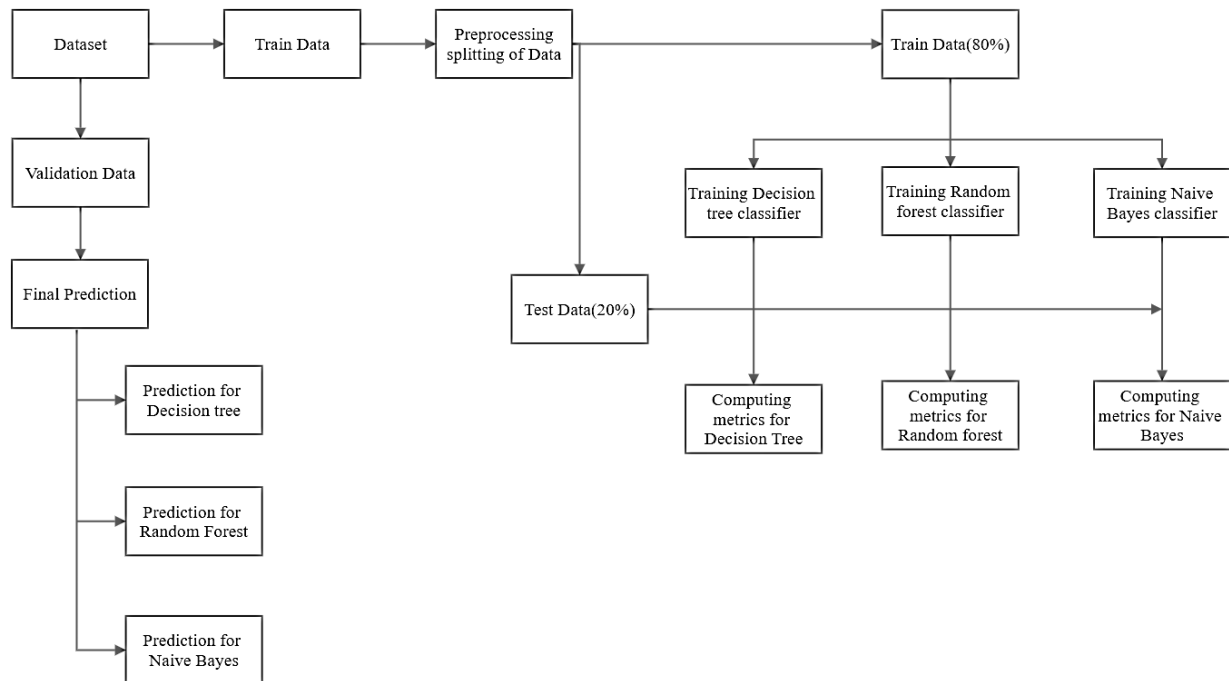 Dataset
Train Data
Preprocessing
splitting of Data
Train Data(80%)
Validation Data
Training Decision
tree classifier
Training Random
forest classifier
Training Naive
Bayes classifier
Final Prediction
Test Data(20%)
Prediction for
Decision tree
Computing
metrics for
Decision Tree
Computing
metrics for
Random forest
Computing
metrics for Naive
Bayes
Prediction for
Random Forest
Prediction for
Naive Bayes